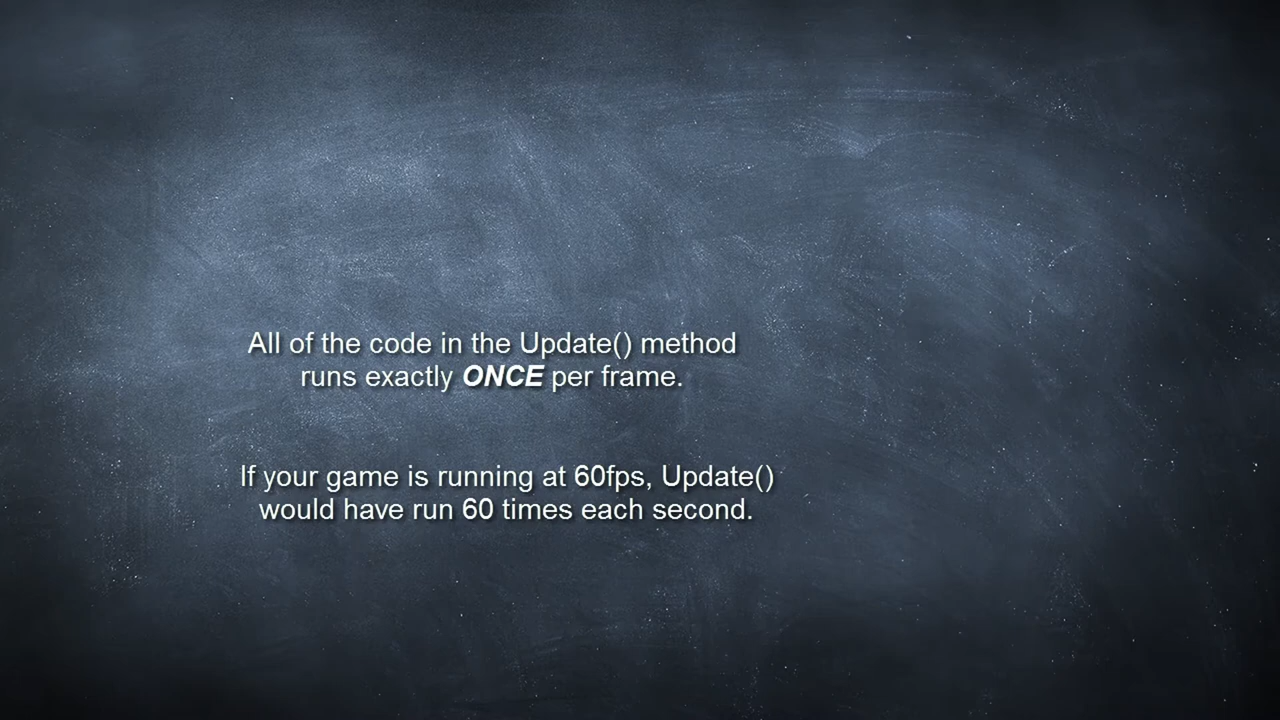 All of the code in the Update() method
runs exactly ONCE per frame.
If your game is running at 60fps, Update()
would have run 60 times each second.